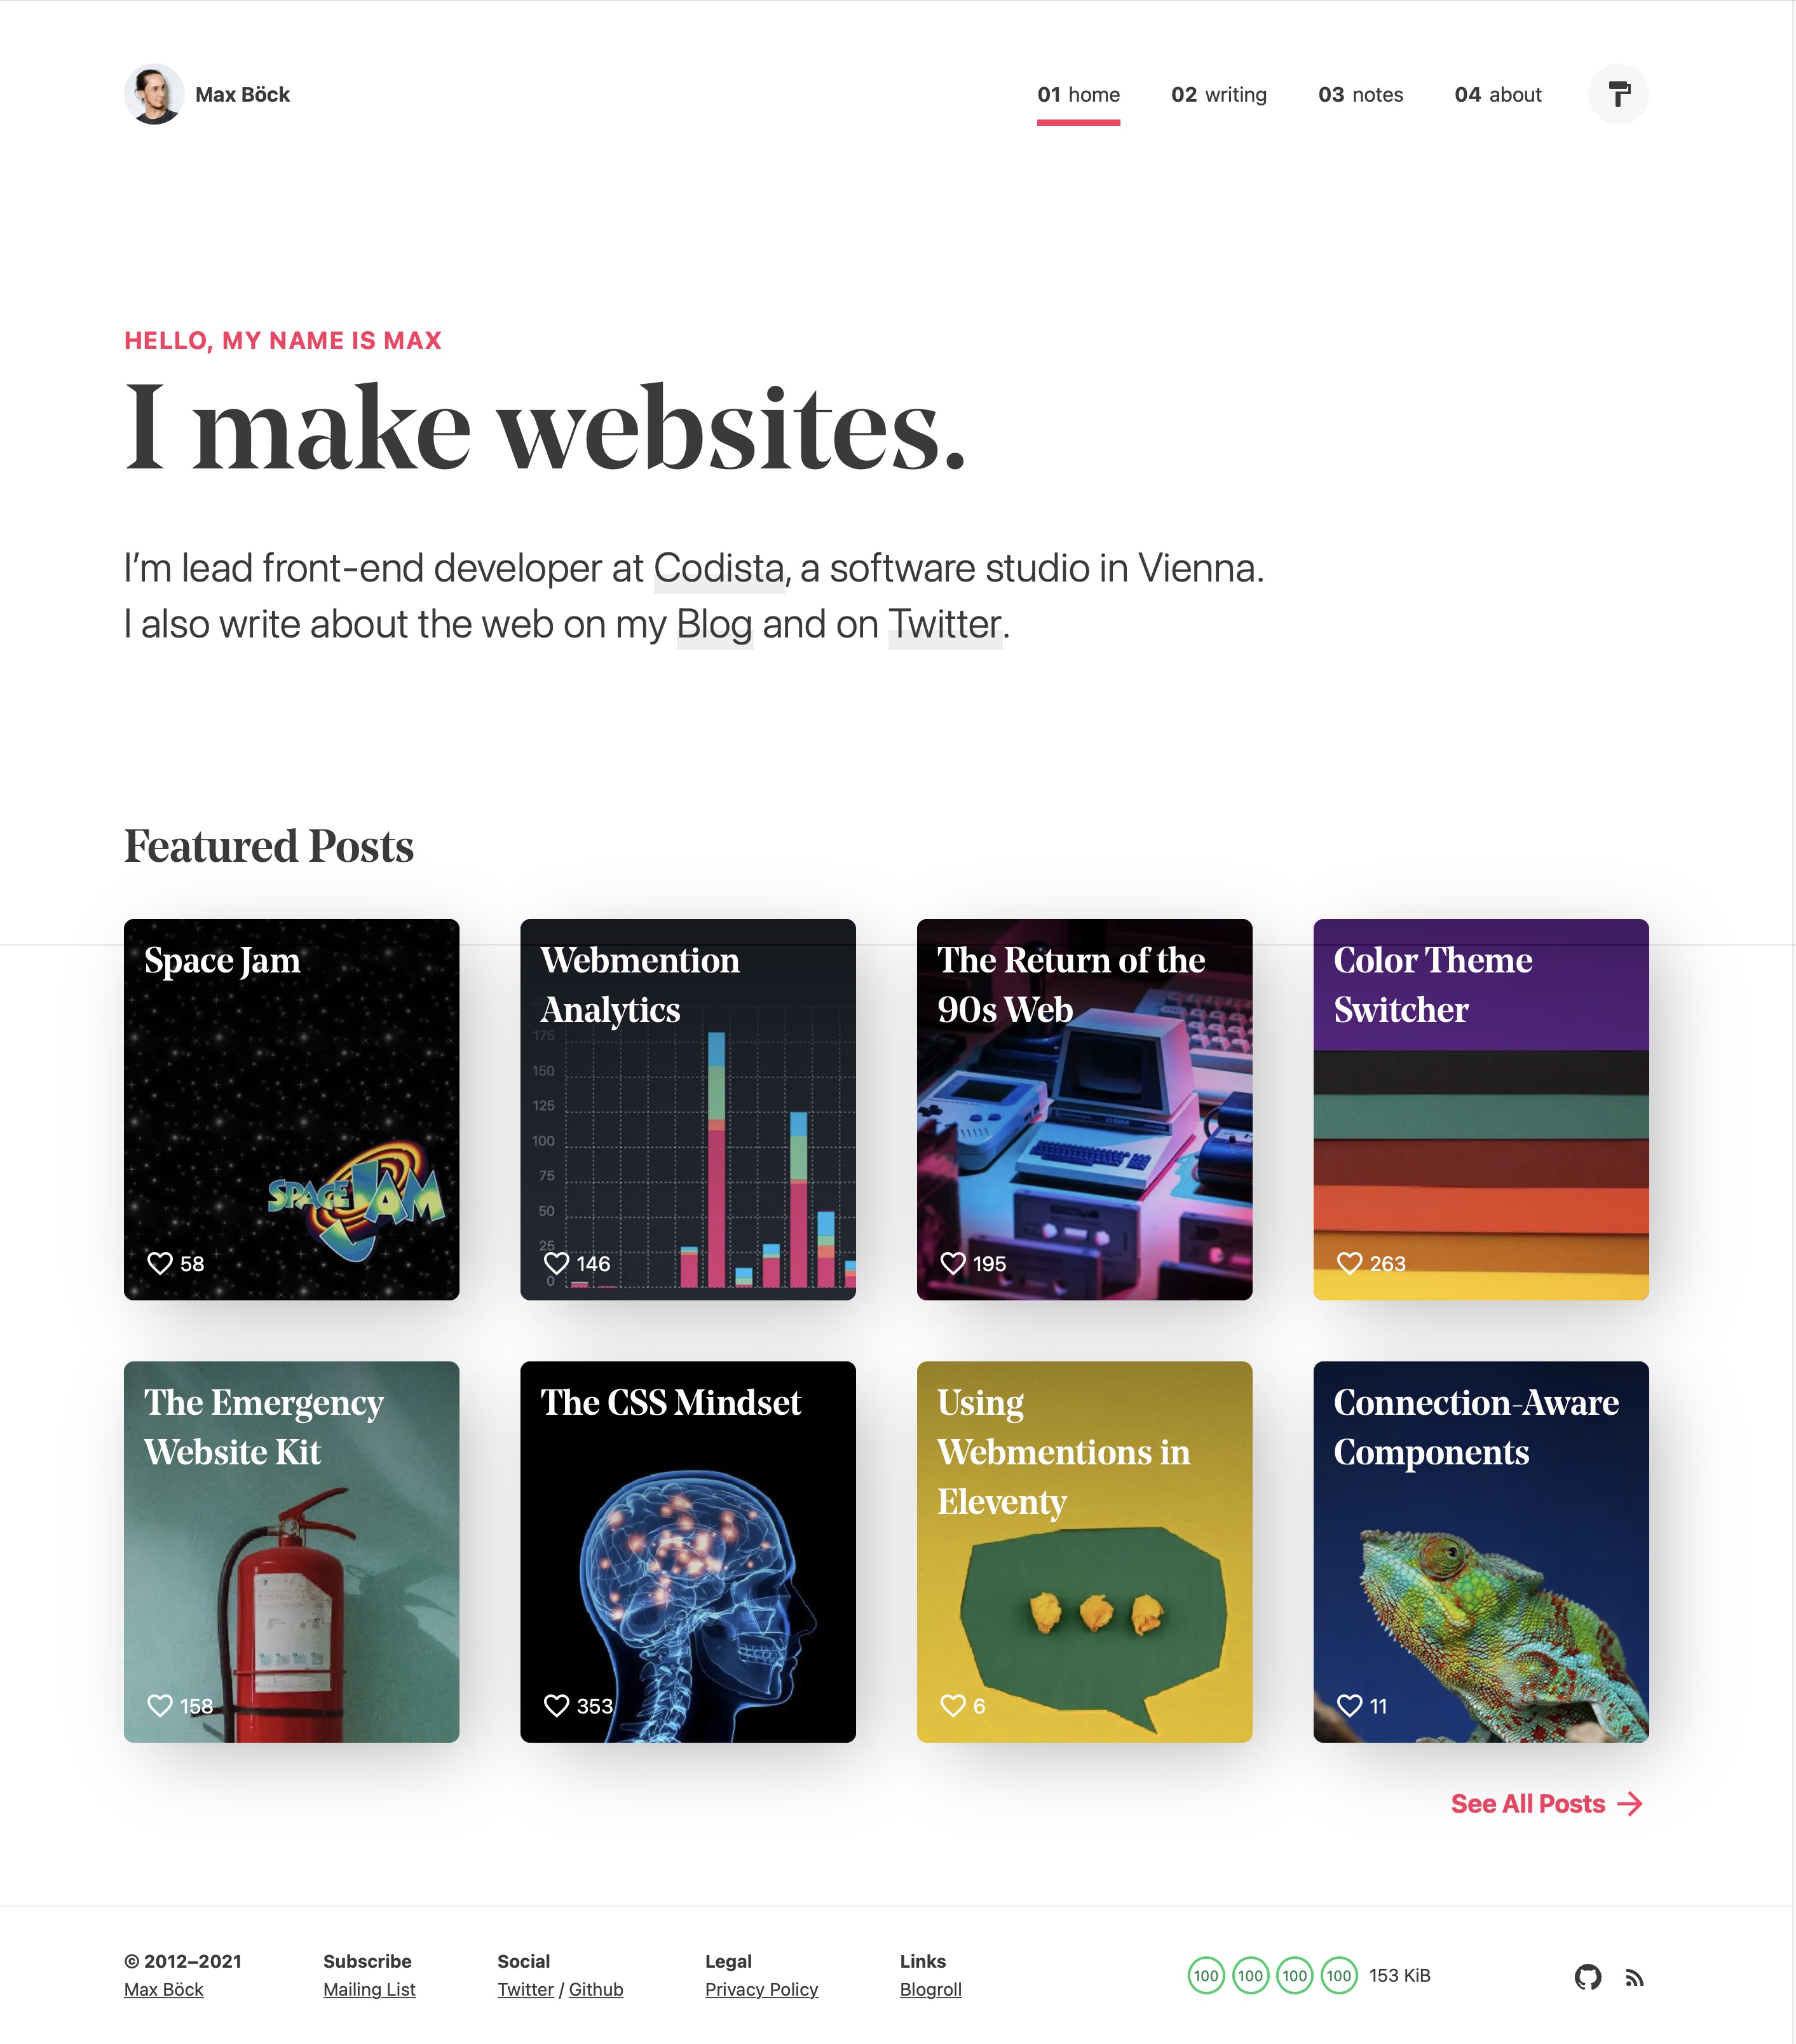 Max Böck
01 home
02 writing
03 notes
04 about
HELLO, MY NAME IS MAX
I make websites.
I’m lead front-end developer at Codista, a software studio in Vienna.
I also write about the web on my Blog and on Twitter.
Featured Posts
Space Jam
SPACE JAM
58
Webmention
Analytics
175
150
125
100
75
50
25
0
146
The Return of the
90s Web
195
Color Theme
Switcher
263
The Emergency
Website Kit
158
The CSS Mindset
353
Using
Webmentions in
Eleventy
6
Connection-Aware
Components
11
See All Posts
© 2012–2021
Max Böck
Subscribe
Mailing List
Social
Twitter / Github
Legal
Privacy Policy
Links
Blogroll
100 100 100 100 153 KiB